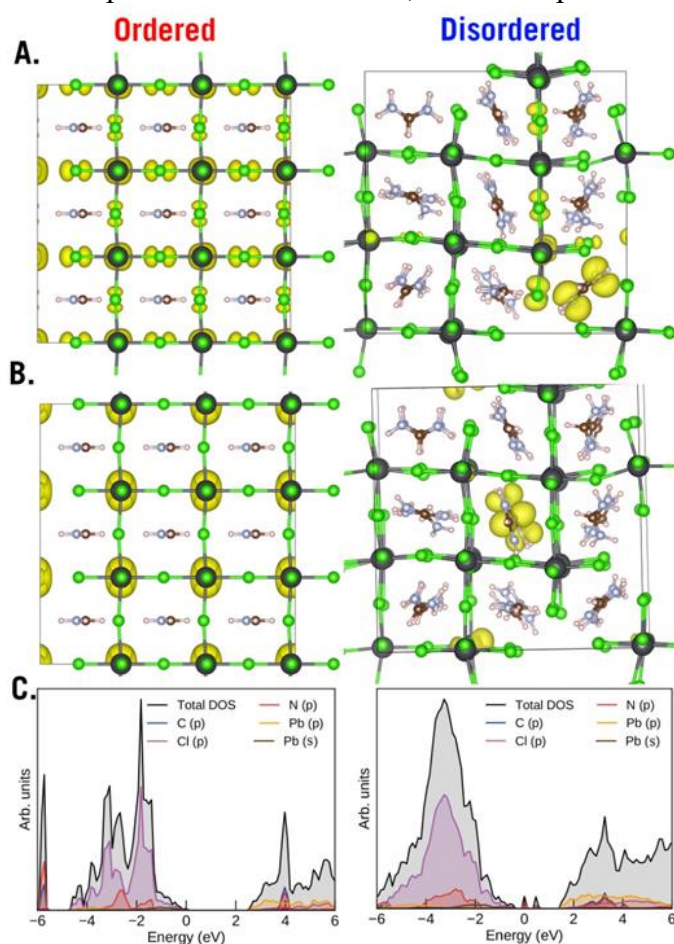 Ordered Disordered
A.
B.
C.
Total DOS N (p) Total DOS N (p)
C (p) Pb (p) C (p) Pb (p)
Cl (p) Pb (s) Cl (p) Pb (s)
Arb. units Arb. units
−6 −4 −2 0 2 4 6 −6 −4 −2 0 2 4 6
Energy (eV) Energy (eV)